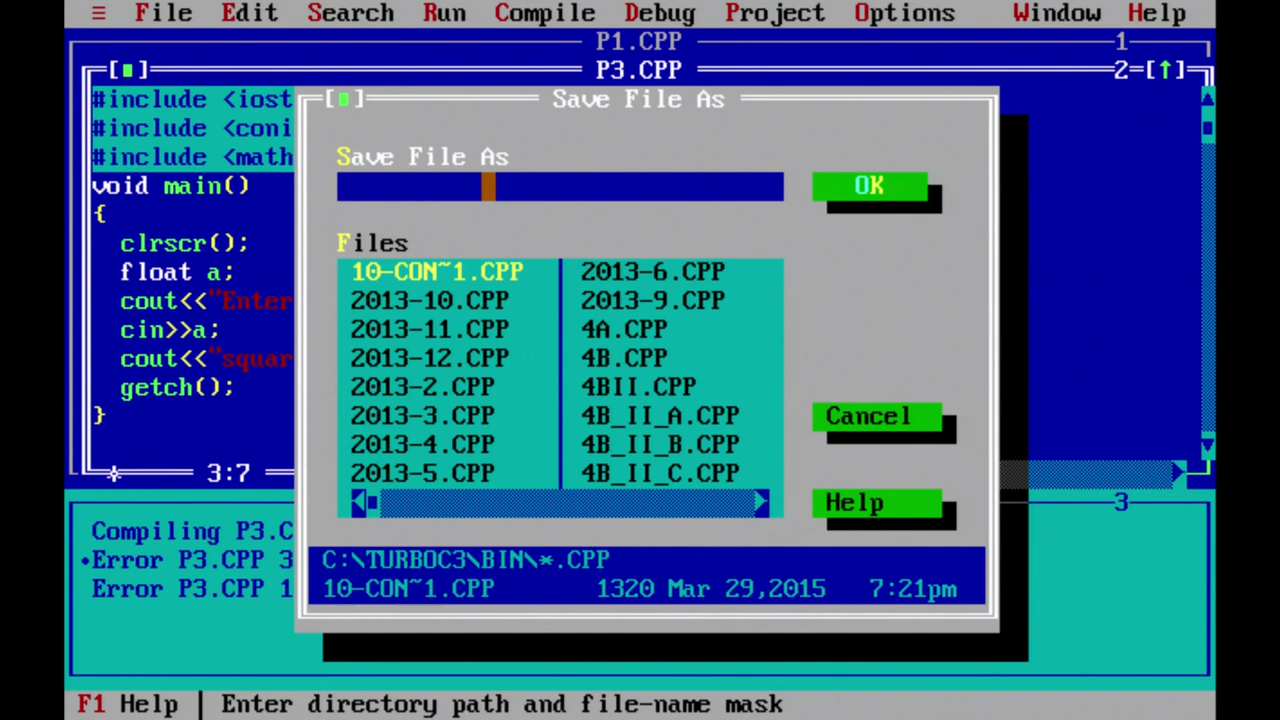 ≡ File Edit Search Run Compile Debug Project Options Window Help
P1.CPP 1
P3.CPP 2=[↑]
#include <iost
#include <coni
#include <math
void main()
{
clrscr();
float a;
cout<<"Enter
cin>>a;
cout<<"squar
getch();
}
3:7
Save File As
Save File As
OK
Files
10-CON~1.CPP 2013-6.CPP
2013-10.CPP 2013-9.CPP
2013-11.CPP 4A.CPP
2013-12.CPP 4B.CPP
2013-2.CPP 4BII.CPP
2013-3.CPP 4B_II_A.CPP
2013-4.CPP 4B_II_B.CPP
2013-5.CPP 4B_II_C.CPP
Cancel
Help
C:\TURBOC3\BIN\*.CPP
10-CON~1.CPP 1320 Mar 29,2015 7:21pm
3
Compiling P3.C
•Error P3.CPP 3
Error P3.CPP 1
F1 Help | Enter directory path and file-name mask